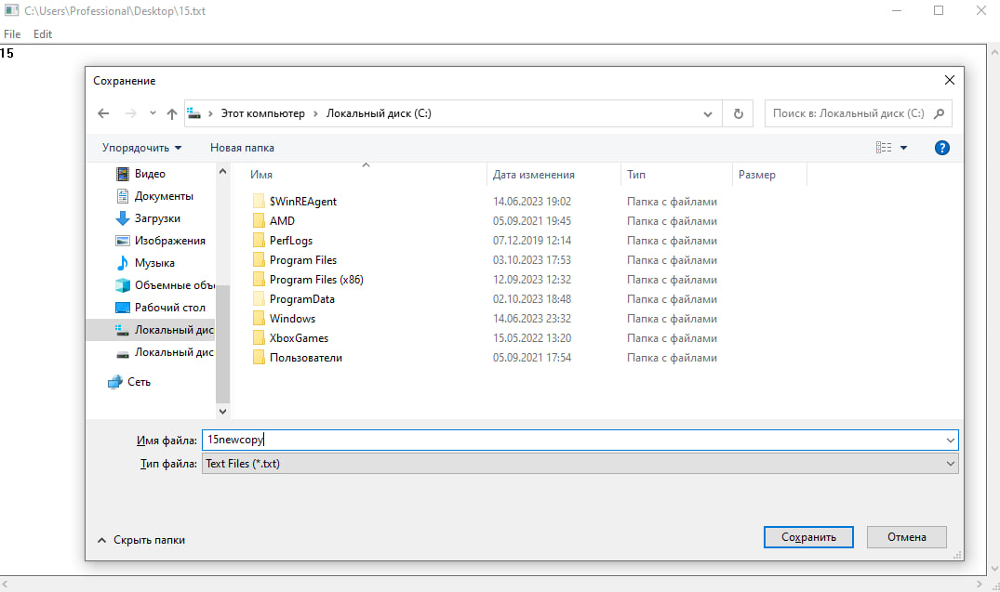 C:\Users\Professional\Desktop\15.txt
File Edit
15
Сохранение
Этот компьютер › Локальный диск (C:)
Поиск в: Локальный диск (C:)
Упорядочить Новая папка
Видео
Документы
Загрузки
Изображения
Музыка
Объемные объ
Рабочий стол
Локальный дис
Локальный дис
Сеть
Имя Дата изменения Тип Размер
$WinREAgent 14.06.2023 19:02 Папка с файлами
AMD 05.09.2021 19:45 Папка с файлами
PerfLogs 07.12.2019 12:14 Папка с файлами
Program Files 03.10.2023 17:53 Папка с файлами
Program Files (x86) 12.09.2023 12:32 Папка с файлами
ProgramData 02.10.2023 18:48 Папка с файлами
Windows 14.06.2023 23:32 Папка с файлами
XboxGames 15.05.2022 13:20 Папка с файлами
Пользователи 05.09.2021 17:54 Папка с файлами
Имя файла: 15newcopy
Тип файла: Text Files (*.txt)
Скрыть папки
Сохранить Отмена